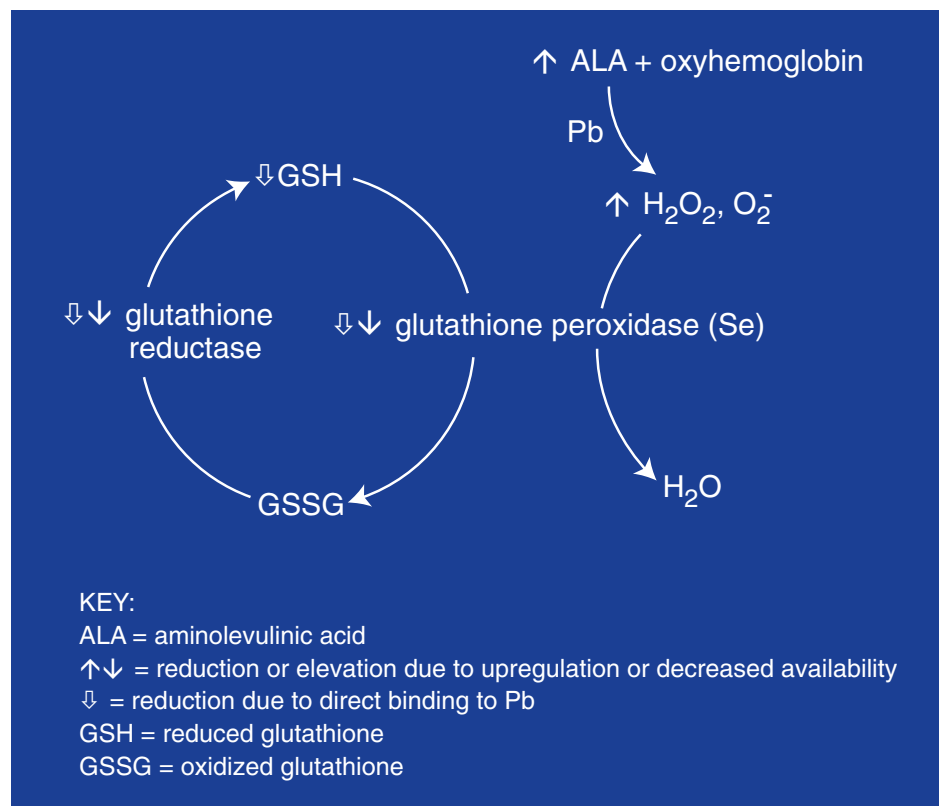 ↑ ALA + oxyhemoglobin
Pb
⇩GSH
↑ H₂O₂, O₂⁻
⇩↓ glutathione
reductase
⇩↓ glutathione peroxidase (Se)
GSSG
H₂O
KEY:
ALA = aminolevulinic acid
↑↓ = reduction or elevation due to upregulation or decreased availability
⇩ = reduction due to direct binding to Pb
GSH = reduced glutathione
GSSG = oxidized glutathione